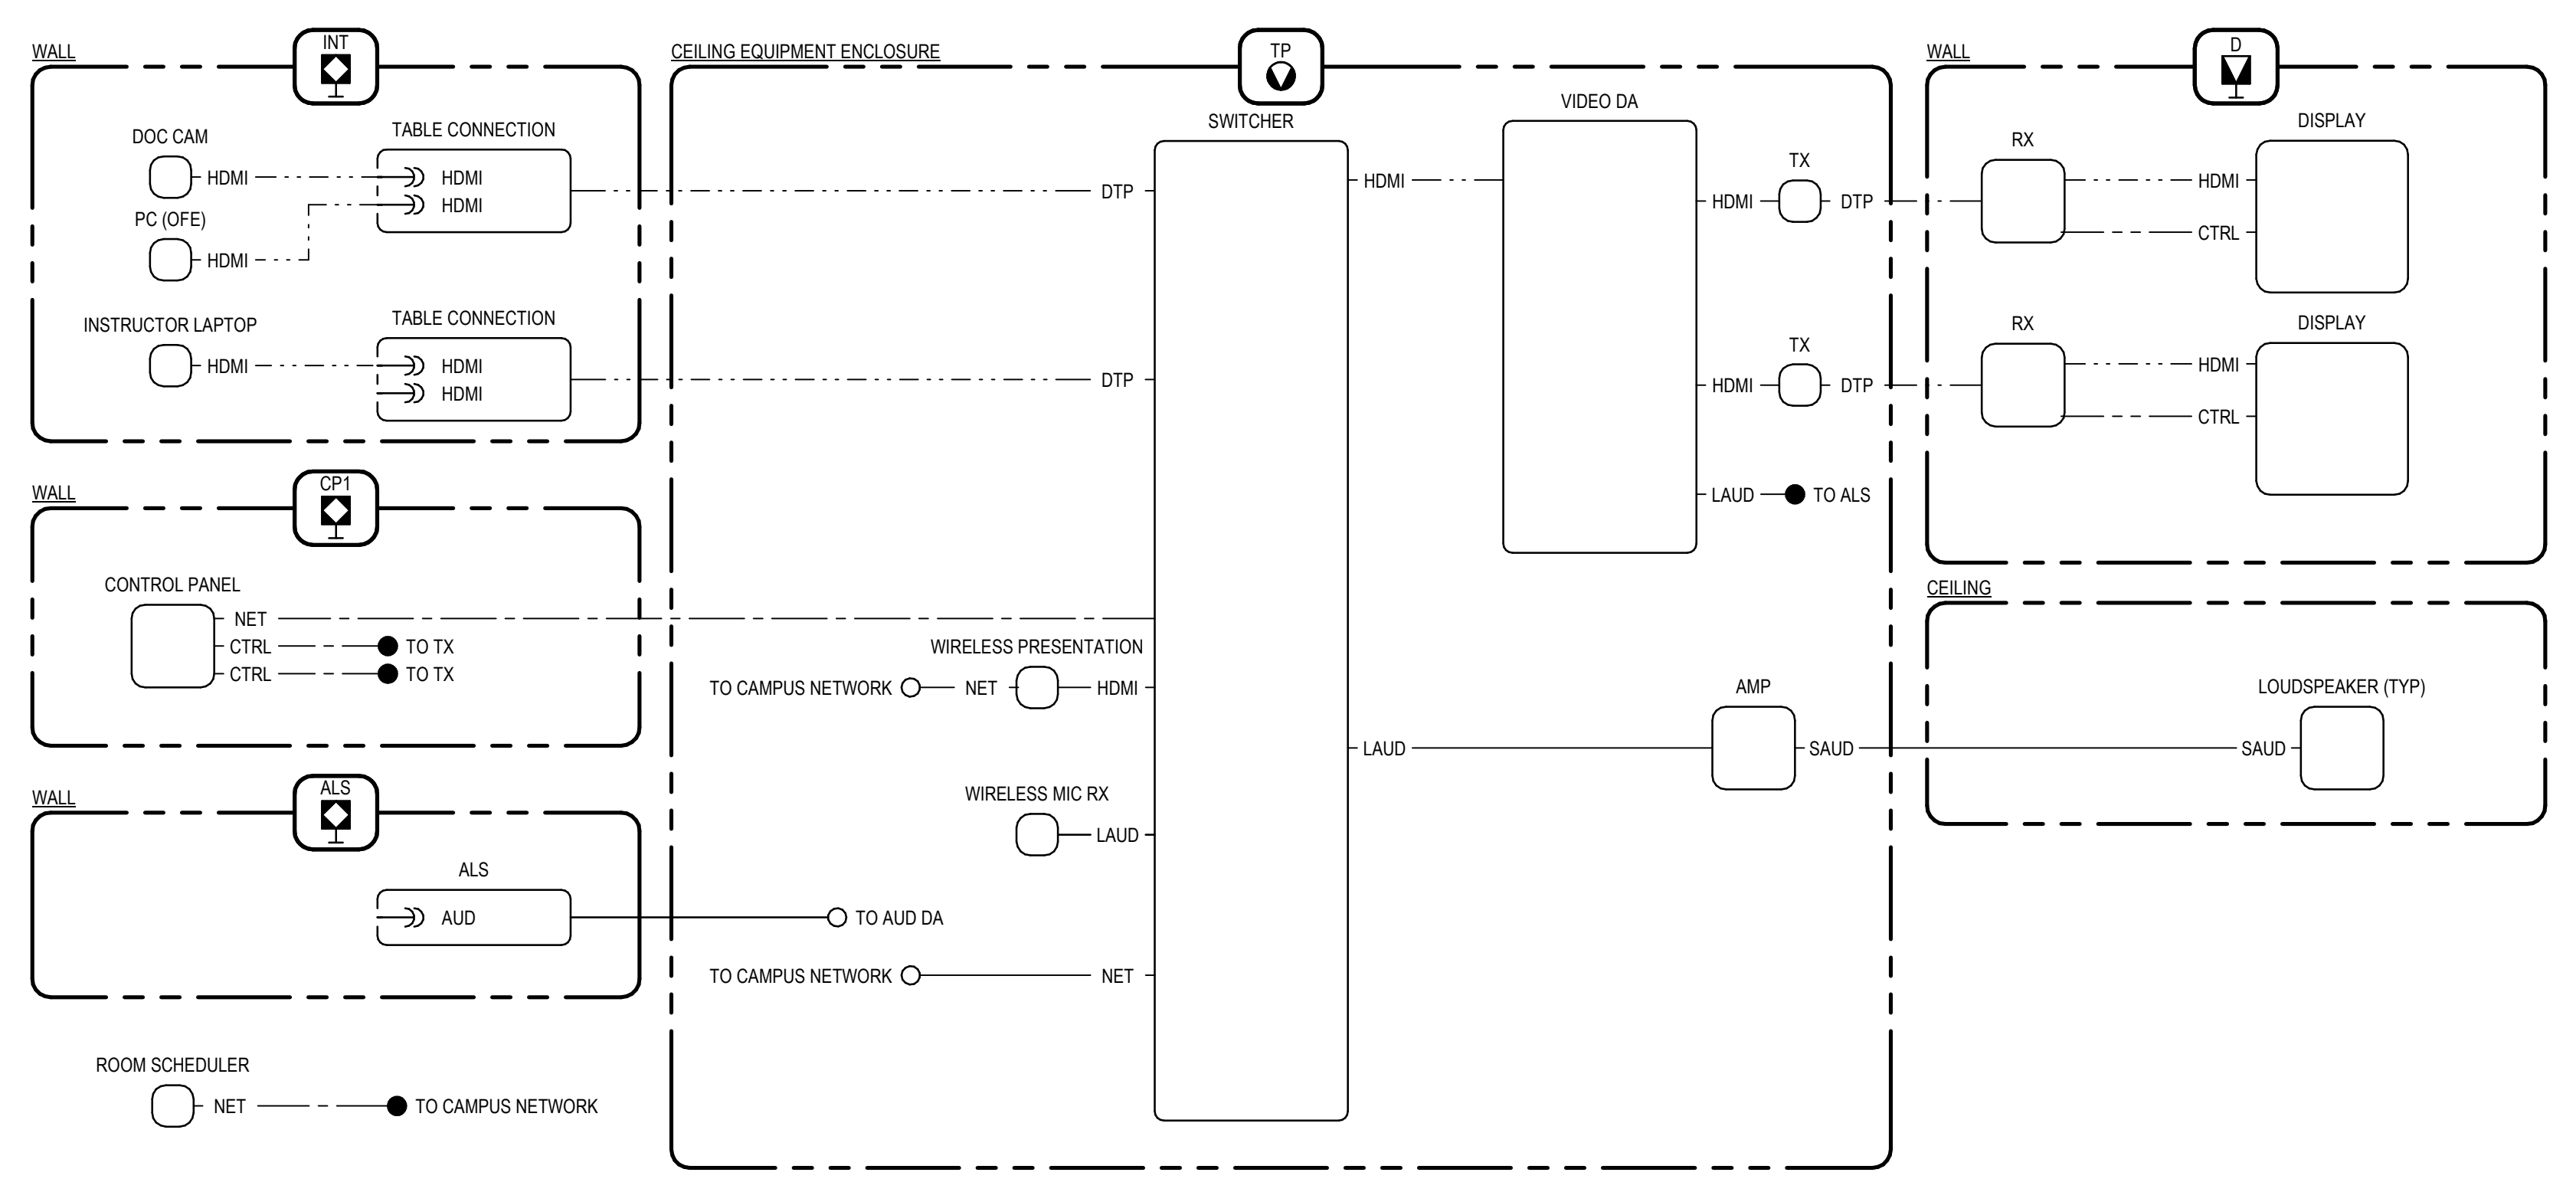 WALL
INT
DOC CAM
HDMI
PC (OFE)
HDMI
TABLE CONNECTION
HDMI
HDMI
INSTRUCTOR LAPTOP
HDMI
TABLE CONNECTION
HDMI
HDMI
WALL
CP1
CONTROL PANEL
NET
CTRL
TO TX
CTRL
TO TX
WALL
ALS
ALS
AUD
ROOM SCHEDULER
NET
TO CAMPUS NETWORK
CEILING EQUIPMENT ENCLOSURE
TP
SWITCHER
DTP
DTP
WIRELESS PRESENTATION
TO CAMPUS NETWORK
NET
HDMI
WIRELESS MIC RX
LAUD
TO AUD DA
TO CAMPUS NETWORK
NET
HDMI
VIDEO DA
HDMI
TX
DTP
HDMI
TX
DTP
LAUD
TO ALS
LAUD
AMP
SAUD
WALL
D
RX
HDMI
CTRL
DISPLAY
RX
HDMI
CTRL
DISPLAY
CEILING
LOUDSPEAKER (TYP)
SAUD